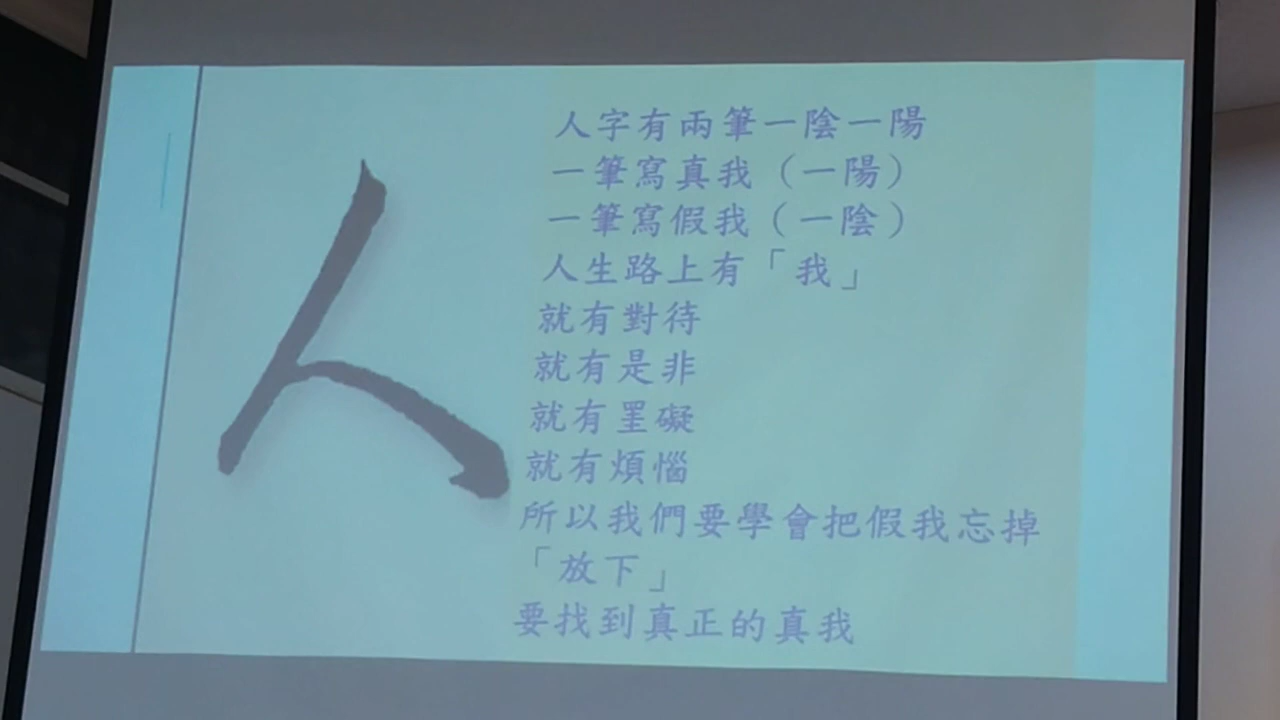 人
人字有兩筆一陰一陽
一筆寫真我（一陽）
一筆寫假我（一陰）
人生路上有「我」
就有對待
就有是非
就有罣礙
就有煩惱
所以我們要學會把假我忘掉
「放下」
要找到真正的真我